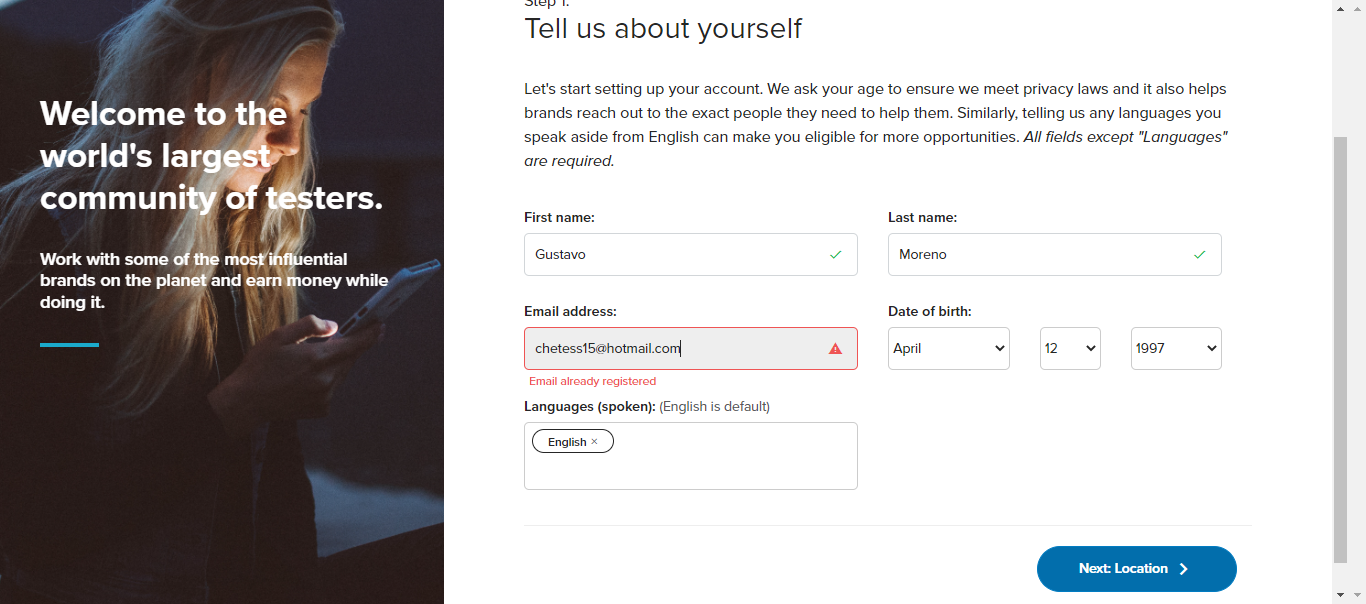 Welcome to the
world's largest
community of testers.
Work with some of the most influential
brands on the planet and earn money while
doing it.
Step 1.
Tell us about yourself
Let's start setting up your account. We ask your age to ensure we meet privacy laws and it also helps
brands reach out to the exact people they need to help them. Similarly, telling us any languages you
speak aside from English can make you eligible for more opportunities. All fields except "Languages"
are required.
First name:
Last name:
Gustavo
Moreno
Email address:
Date of birth:
chetess15@hotmail.com
April
12
1997
Email already registered
Languages (spoken): (English is default)
English ×
Next: Location